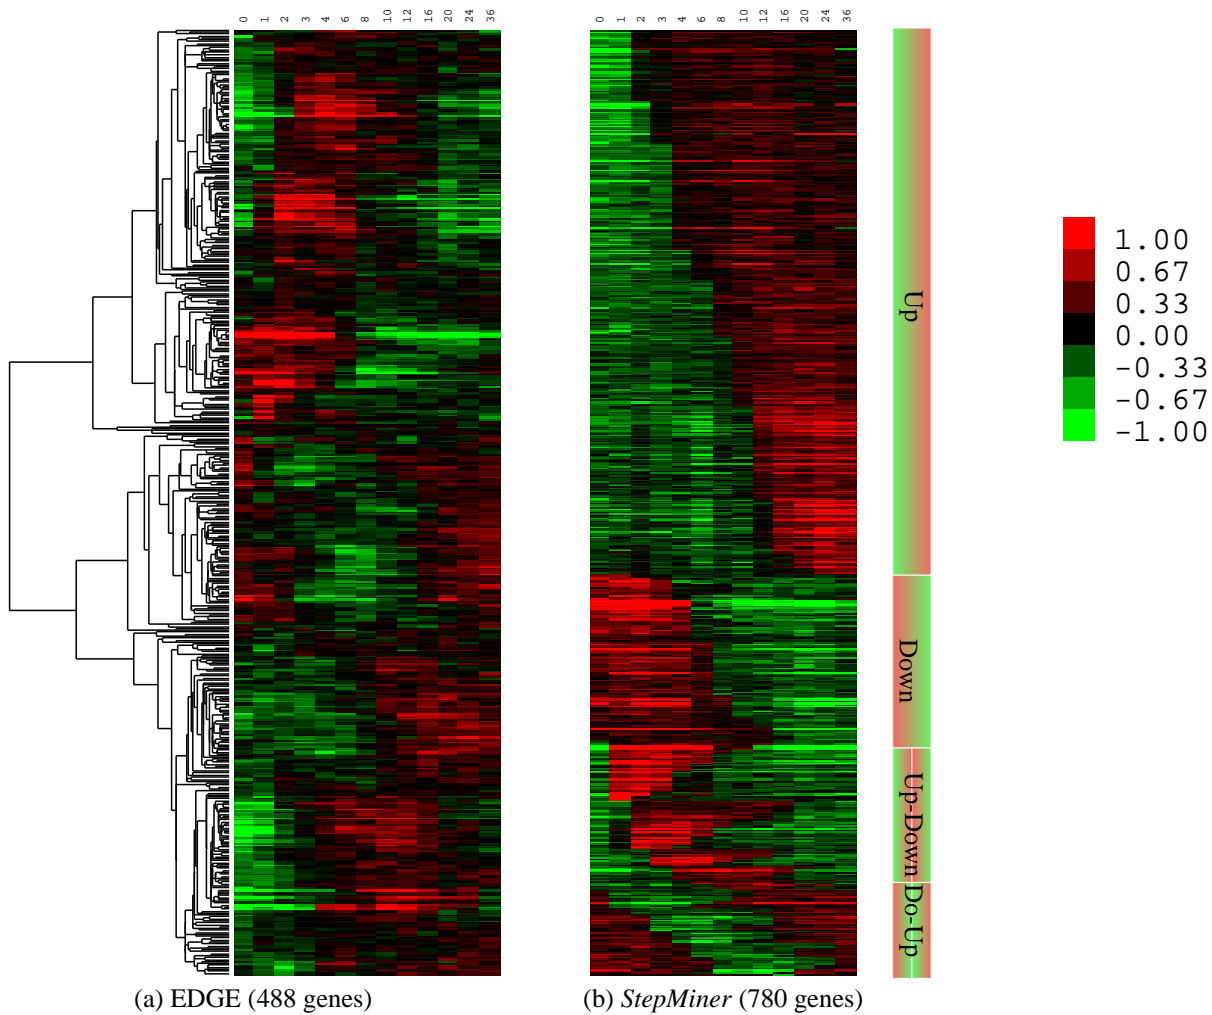 0 1 2 3 4 6 8 10 12 16 20 24 36
0 1 2 3 4 6 8 10 12 16 20 24 36
Up
Down
Up-Down
Do-Up
1.00
0.67
0.33
0.00
-0.33
-0.67
-1.00
(a) EDGE (488 genes)
(b) StepMiner (780 genes)